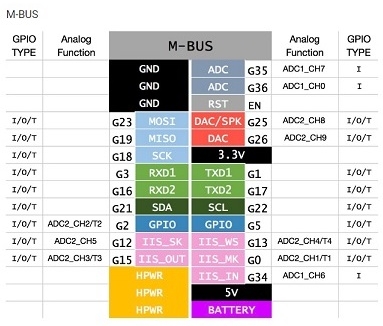 M-BUS
GPIO TYPE Analog Function M-BUS Analog Function GPIO TYPE
GND ADC G35 ADC1_CH7 I
GND ADC G36 ADC1_CH0 I
GND RST EN
I/O/T G23 MOSI DAC/SPK G25 ADC2_CH8 I/O/T
I/O/T G19 MISO DAC G26 ADC2_CH9 I/O/T
I/O/T G18 SCK 3.3V
I/O/T G3 RXD1 TXD1 G1 I/O/T
I/O/T G16 RXD2 TXD2 G17 I/O/T
I/O/T G21 SDA SCL G22 I/O/T
I/O/T ADC2_CH2/T2 G2 GPIO GPIO G5 I/O/T
I/O/T ADC2_CH5 G12 IIS_SK IIS_WS G13 ADC2_CH4/T4 I/O/T
I/O/T ADC2_CH3/T3 G15 IIS_OUT IIS_MK G0 ADC2_CH1/T1 I/O/T
HPWR IIS_IN G34 ADC1_CH6 I
HPWR 5V
HPWR BATTERY